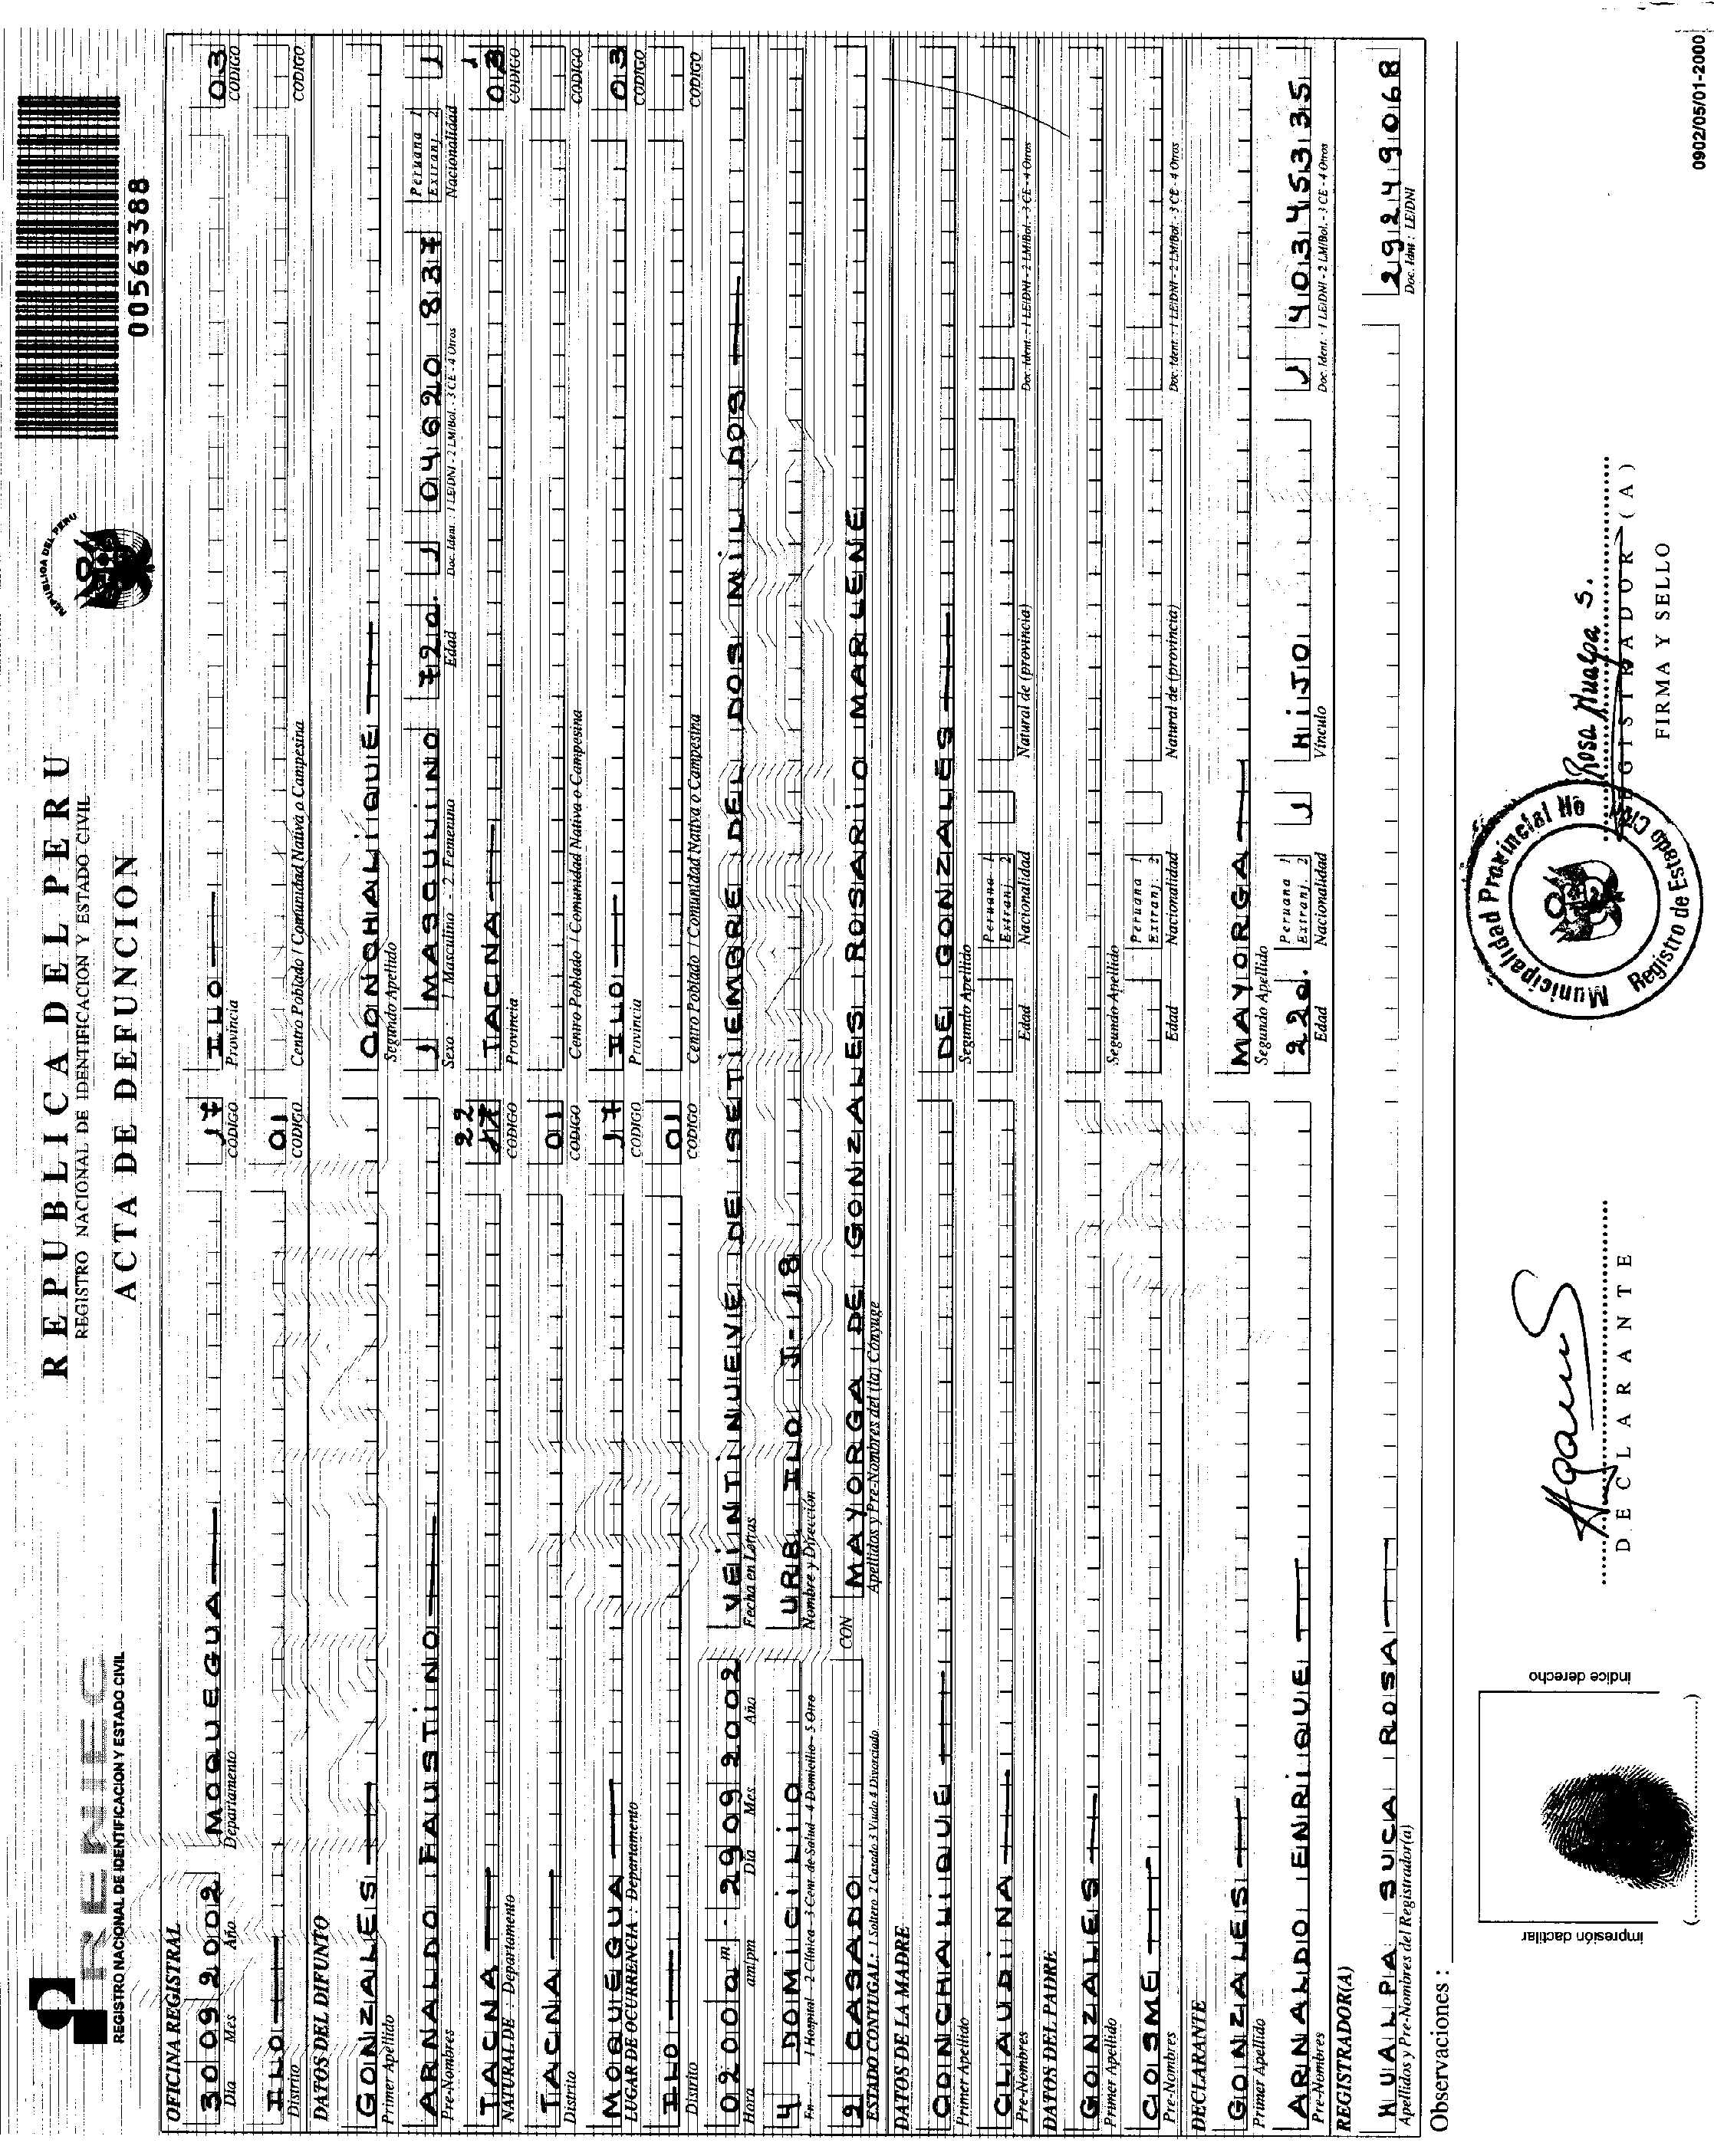 RENIEC
REGISTRO NACIONAL DE IDENTIFICACION Y ESTADO CIVIL
REPUBLICA DEL PERU
REGISTRO NACIONAL DE IDENTIFICACION Y ESTADO CIVIL
ACTA DE DEFUNCION
REPUBLICA DEL PERU
00563388
OFICINA REGISTRAL
30 09 2002 MOQUEGUA 17 ILO 03
Día Mes Año Departamento CODIGO Provincia CODIGO
ILO 01
Distrito CODIGO Centro Poblado / Comunidad Nativa o Campesina CODIGO
DATOS DEL DIFUNTO
GONZALES CONCHALIQUE
Primer Apellido Segundo Apellido
ARNALDO FAUSTINO 1 MASCULINO 72a. 1 04620837 Peruana 1 Extranj. 2 1
Pre-Nombres Sexo : 1 Masculino - 2. Femenino Edad Doc. Ident. : 1 LE/DNI - 2 LM/Bol. - 3 CE - 4 Otros Nacionalidad
TACNA 22 17 TACNA 1 03
NATURAL DE : Departamento CODIGO Provincia CODIGO
TACNA 01
Distrito CODIGO Centro Poblado / Comunidad Nativa o Campesina CODIGO
MOQUEGUA 17 ILO 03
LUGAR DE OCURRENCIA : Departamento CODIGO Provincia CODIGO
ILO 01
Distrito CODIGO Centro Poblado / Comunidad Nativa o Campesina CODIGO
0200 am. 29 09 2002 VEINTINUEVE DE SETIEMBRE DEL DOS MIL DOS
Hora am/pm Día Mes Año Fecha en Letras
4 DOMICILIO URB. ILO J-18
En : 1 Hospital - 2 Clínica - 3 Cent. de Salud - 4 Domicilio - 5 Otro Nombre y Dirección
2 CASADO CON MAYORGA DE GONZALES ROSARIO MARLENE
ESTADO CONYUGAL : 1 Soltero 2 Casado 3 Viudo 4 Divorciado Apellidos y Pre-Nombres del (la) Cónyuge
DATOS DE LA MADRE
CONCHALIQUE DE GONZALES
Primer Apellido Segundo Apellido
CLAUDINA Peruana 1 Extranj. 2
Pre-Nombres Edad Nacionalidad Natural de (provincia) Doc. Ident. : 1 LE/DNI - 2 LM/Bol. - 3 CE - 4 Otros
DATOS DEL PADRE
GONZALES
Primer Apellido Segundo Apellido
COSME Peruana 1 Extranj. 2
Pre-Nombres Edad Nacionalidad Natural de (provincia) Doc. Ident. : 1 LE/DNI - 2 LM/Bol. - 3 CE - 4 Otros
DECLARANTE
GONZALES MAYORGA
Primer Apellido Segundo Apellido
ARNALDO ENRIQUE 22a. Peruana 1 Extranj. 2 1 HIJO 1 40345335
Pre-Nombres Edad Nacionalidad Vínculo Doc. Ident. : 1 LE/DNI - 2 LM/Bol. - 3 CE - 4 Otros
REGISTRADOR(A)
HUALPA SUCA ROSA 29249068
Apellidos y Pre-Nombres del Registrador(a) Doc. Idnt : LE/DNI
Observaciones :
impresión dactilar
índice derecho
DECLARANTE
Municipalidad Provincial
Registro de Estado Civil
Rosa Hualpa S.
REGISTRADOR (A)
FIRMA Y SELLO
0902/05/01-2000